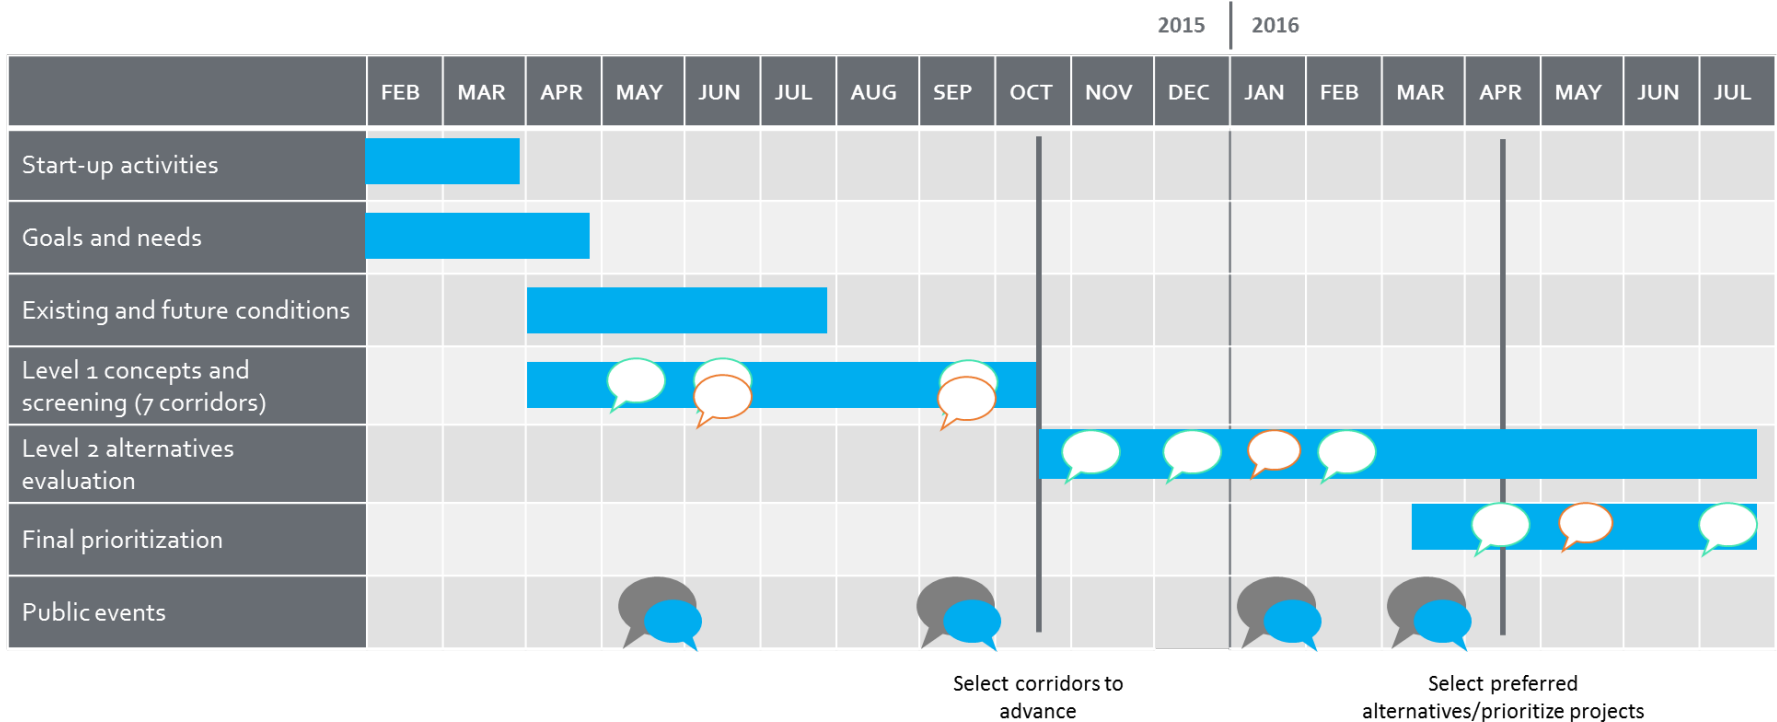 2015 2016
FEB MAR APR MAY JUN JUL AUG SEP OCT NOV DEC JAN FEB MAR APR MAY JUN JUL
Start-up activities
Goals and needs
Existing and future conditions
Level 1 concepts and
screening (7 corridors)
Level 2 alternatives
evaluation
Final prioritization
Public events
Select corridors to
advance
Select preferred
alternatives/prioritize projects